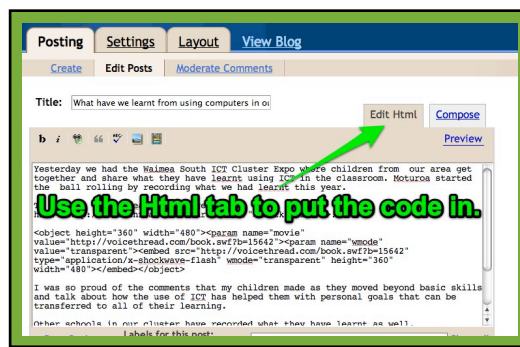 Posting Settings Layout View Blog
Create Edit Posts Moderate Comments
Title: What have we learnt from using computers in ou
Edit Html Compose
b i ABC Preview
Yesterday we had the Waimea South ICT Cluster Expo where children from our area get
together and share what they have learnt using ICT in the classroom. Moturoa started
the ball rolling by recording what we had learnt this year.
Use the Html tab to put the code in.
<object height="360" width="480"><param name="movie"
value="http://voicethread.com/book.swf?b=15642"><param name="wmode"
value="transparent"><embed src="http://voicethread.com/book.swf?b=15642"
type="application/x-shockwave-flash" wmode="transparent" height="360"
width="480"></embed></object>
I was so proud of the comments that my children made as they moved beyond basic skills
and talk about how the use of ICT has helped them with personal goals that can be
transferred to all of their learning.
Other schools in our cluster have recorded what they have learnt as well.
Labels for this post: